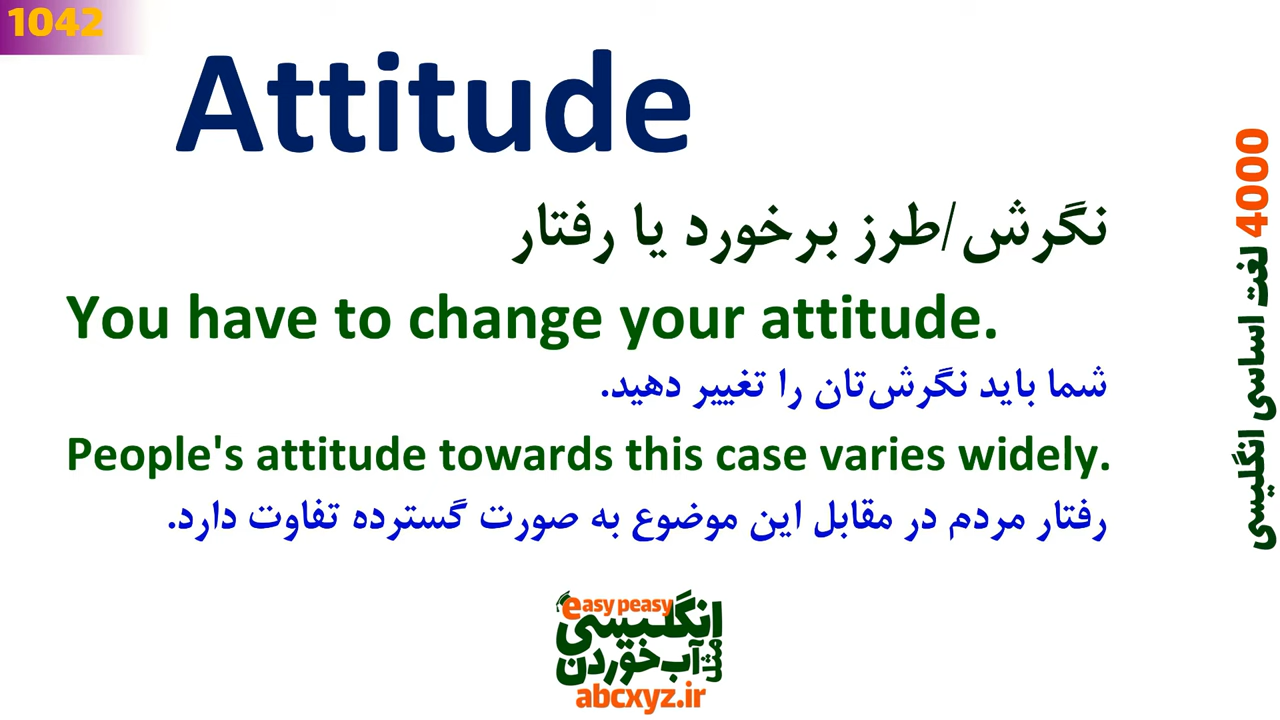 1042
Attitude
نگرش/طرز برخورد یا رفتار
You have to change your attitude.
شما باید نگرش‌تان را تغییر دهید.
People's attitude towards this case varies widely.
رفتار مردم در مقابل این موضوع به صورت گسترده تفاوت دارد.
4000 لغت اساسی انگلیسی
easy peasy
انگلیسی
مثل آب خوردن
abcxyz.ir